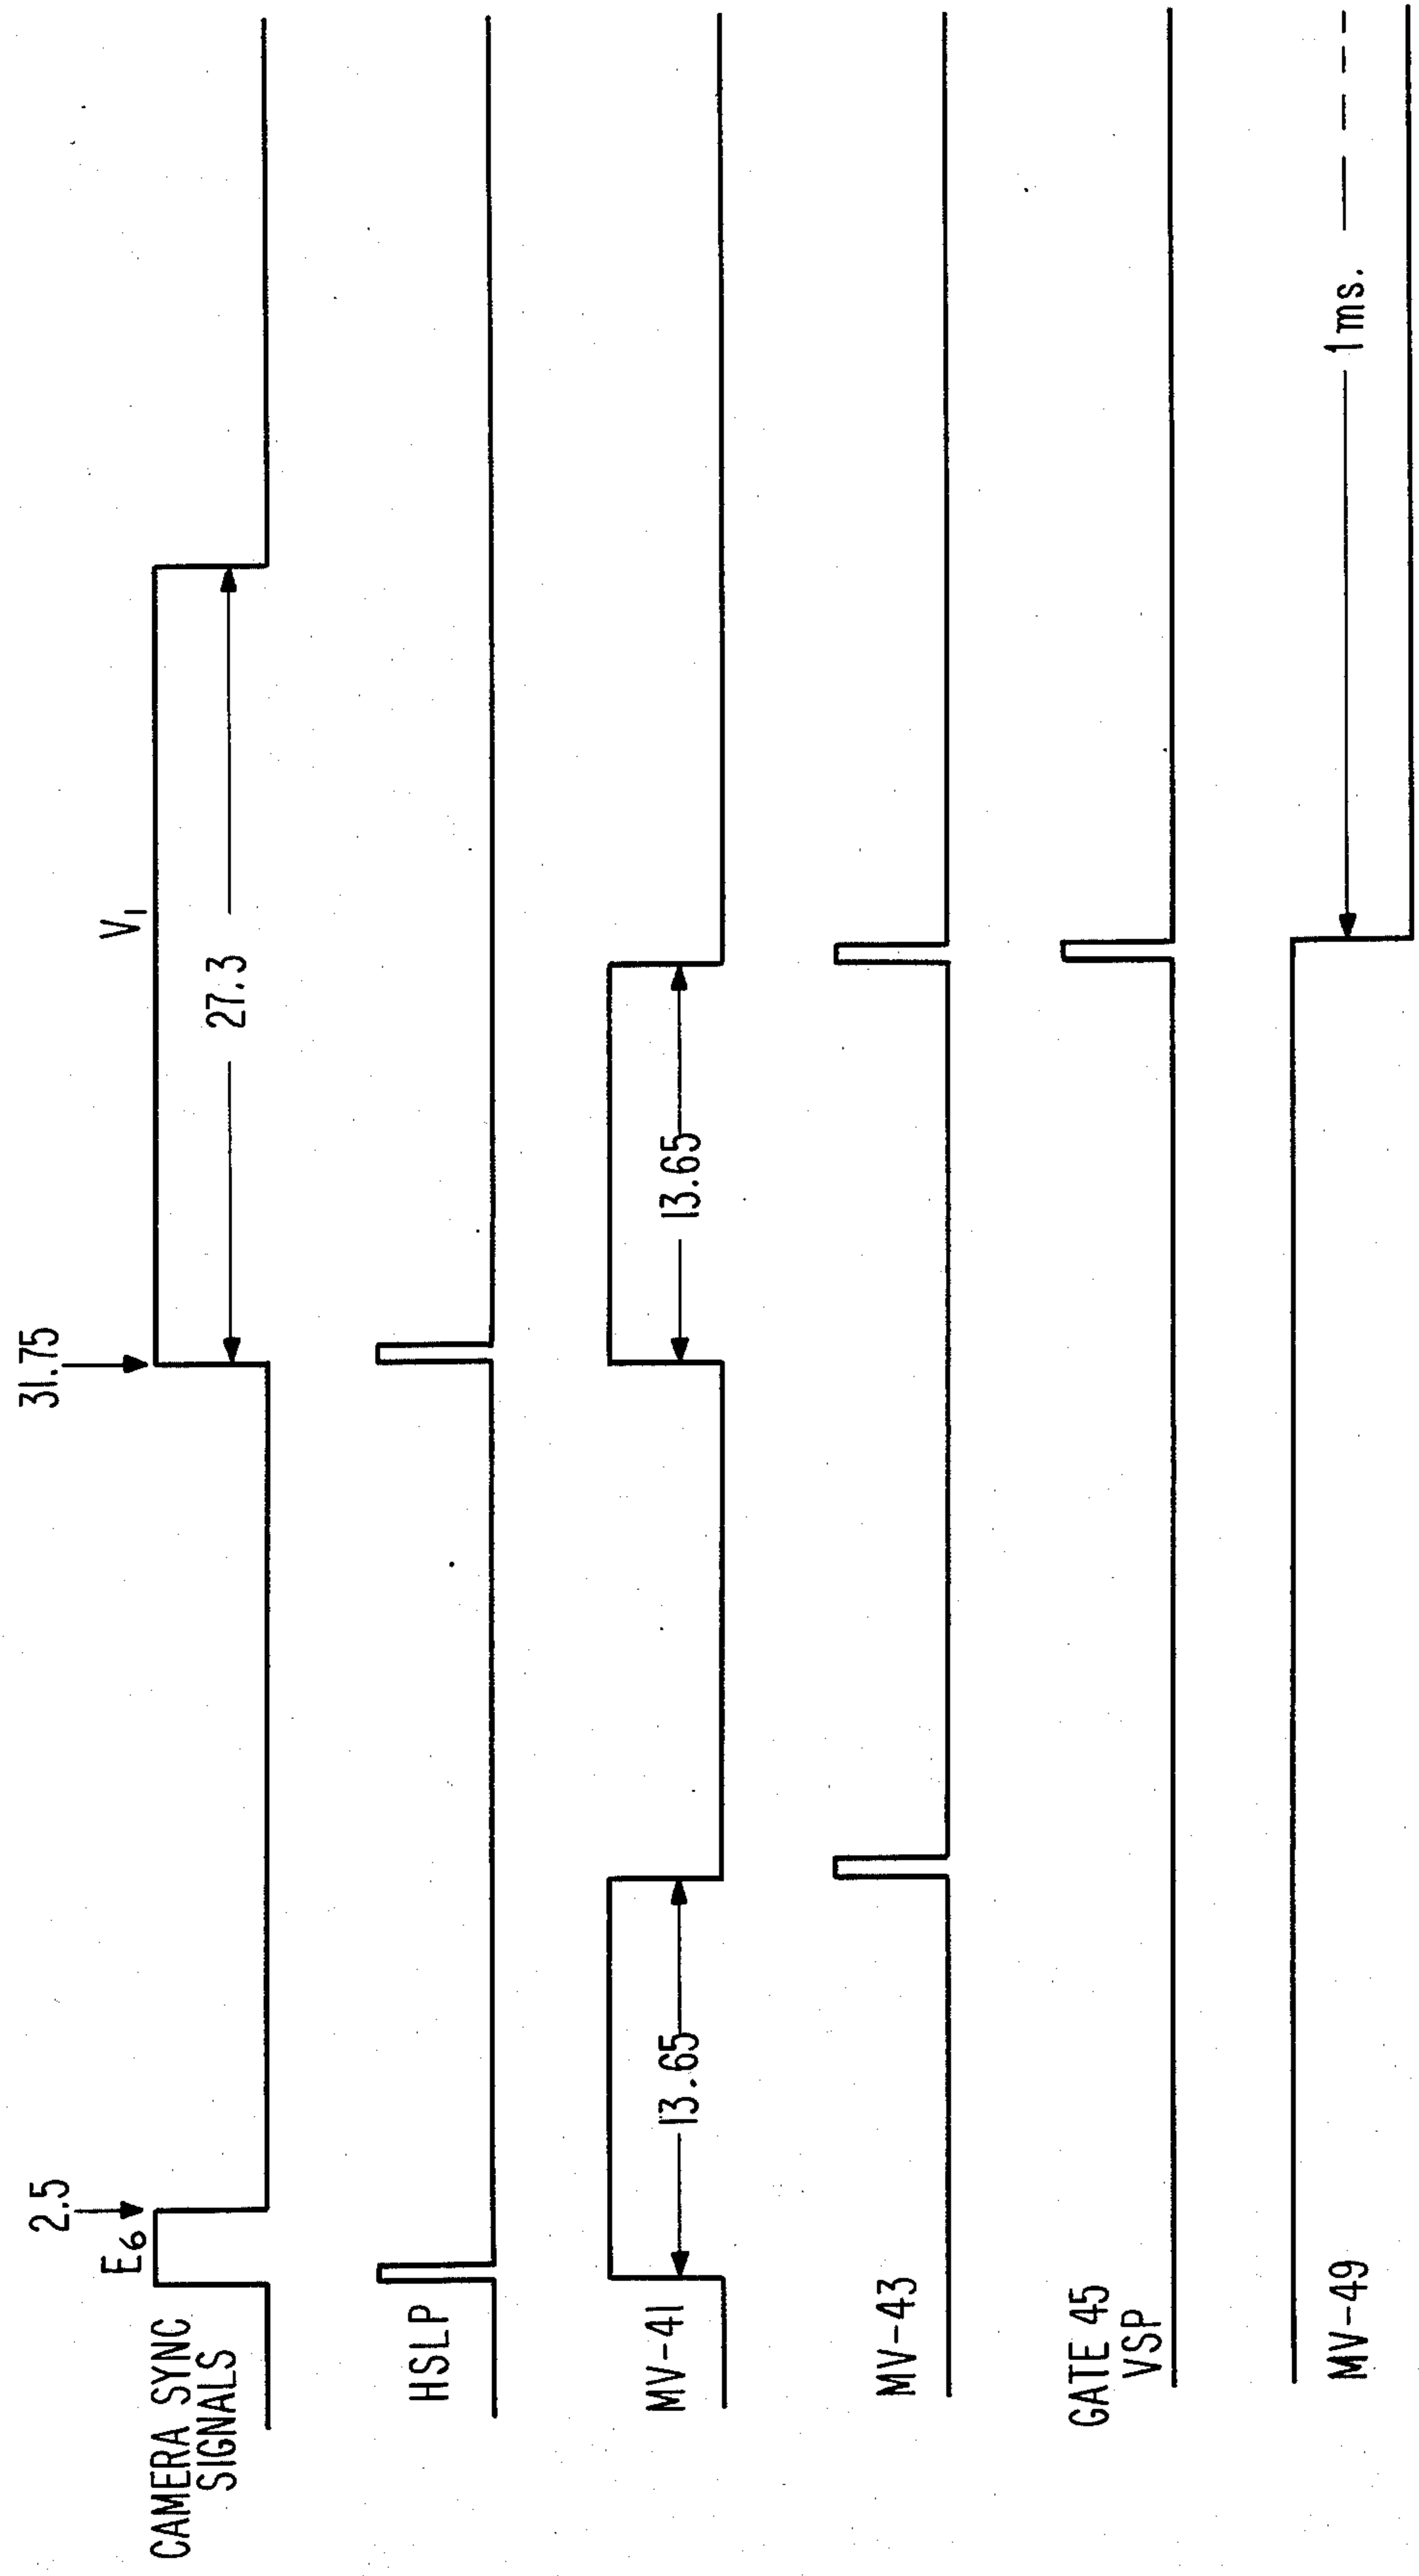 CAMERA SYNC
SIGNALS
E6
2.5
31.75
V1
27.3
HSLP
MV-41
13.65
13.65
MV-43
GATE 45
VSP
MV-49
1ms.